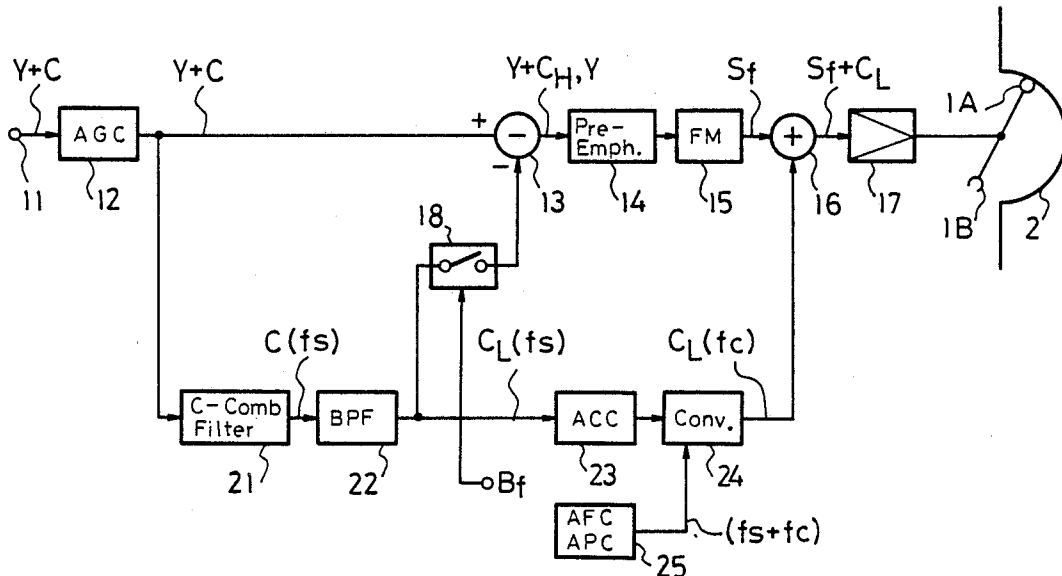 Y+C
Y+C
Y+C_H, Y
Sf
Sf+C_L
1A
AGC
+
−
Pre-
Emph.
FM
+
11
12
−
13
14
15
16
17
1B
2
18
C(fs)
C_L(fs)
C_L(fc)
C-Comb
Filter
BPF
ACC
Conv.
21
22
Bf
23
24
AFC
APC
(fs+fc)
25